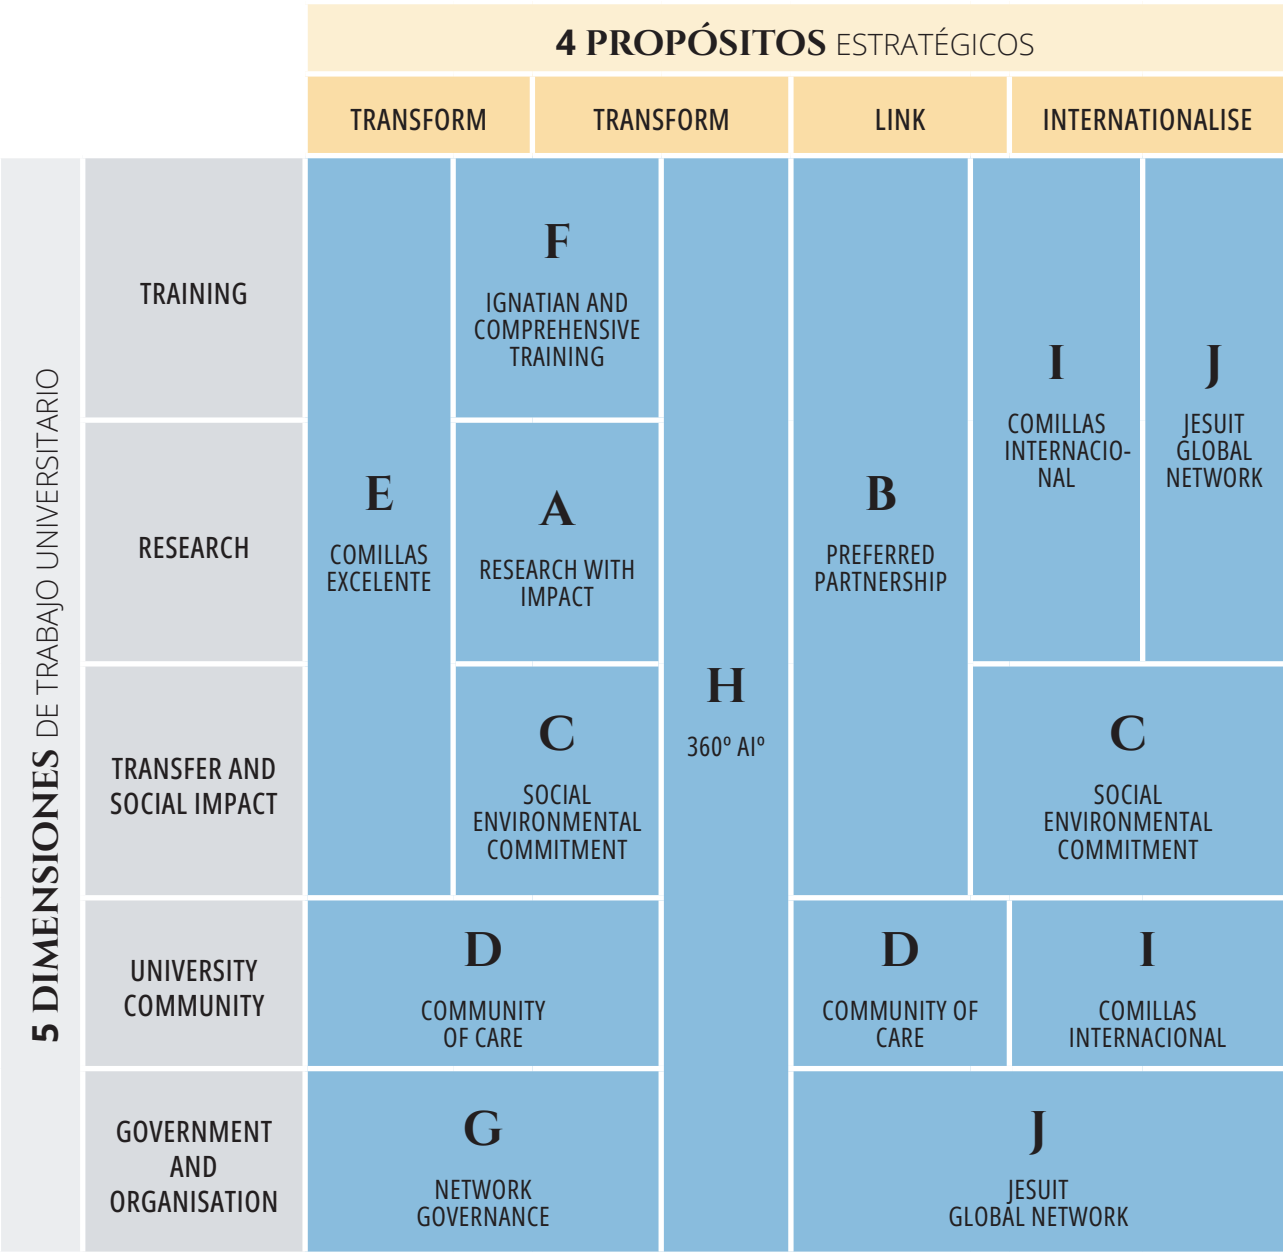 4 PROPÓSITOS ESTRATÉGICOS
TRANSFORM
TRANSFORM
LINK
INTERNATIONALISE
5 DIMENSIONES DE TRABAJO UNIVERSITARIO
TRAINING
RESEARCH
TRANSFER AND
SOCIAL IMPACT
UNIVERSITY
COMMUNITY
GOVERNMENT
AND
ORGANISATION
E
COMILLAS
EXCELENTE
F
IGNATIAN AND
COMPREHENSIVE
TRAINING
A
RESEARCH WITH
IMPACT
C
SOCIAL
ENVIRONMENTAL
COMMITMENT
H
360º AIº
B
PREFERRED
PARTNERSHIP
I
COMILLAS
INTERNACIO-
NAL
J
JESUIT
GLOBAL
NETWORK
C
SOCIAL
ENVIRONMENTAL
COMMITMENT
D
COMMUNITY
OF CARE
D
COMMUNITY OF
CARE
I
COMILLAS
INTERNACIONAL
G
NETWORK
GOVERNANCE
J
JESUIT
GLOBAL NETWORK